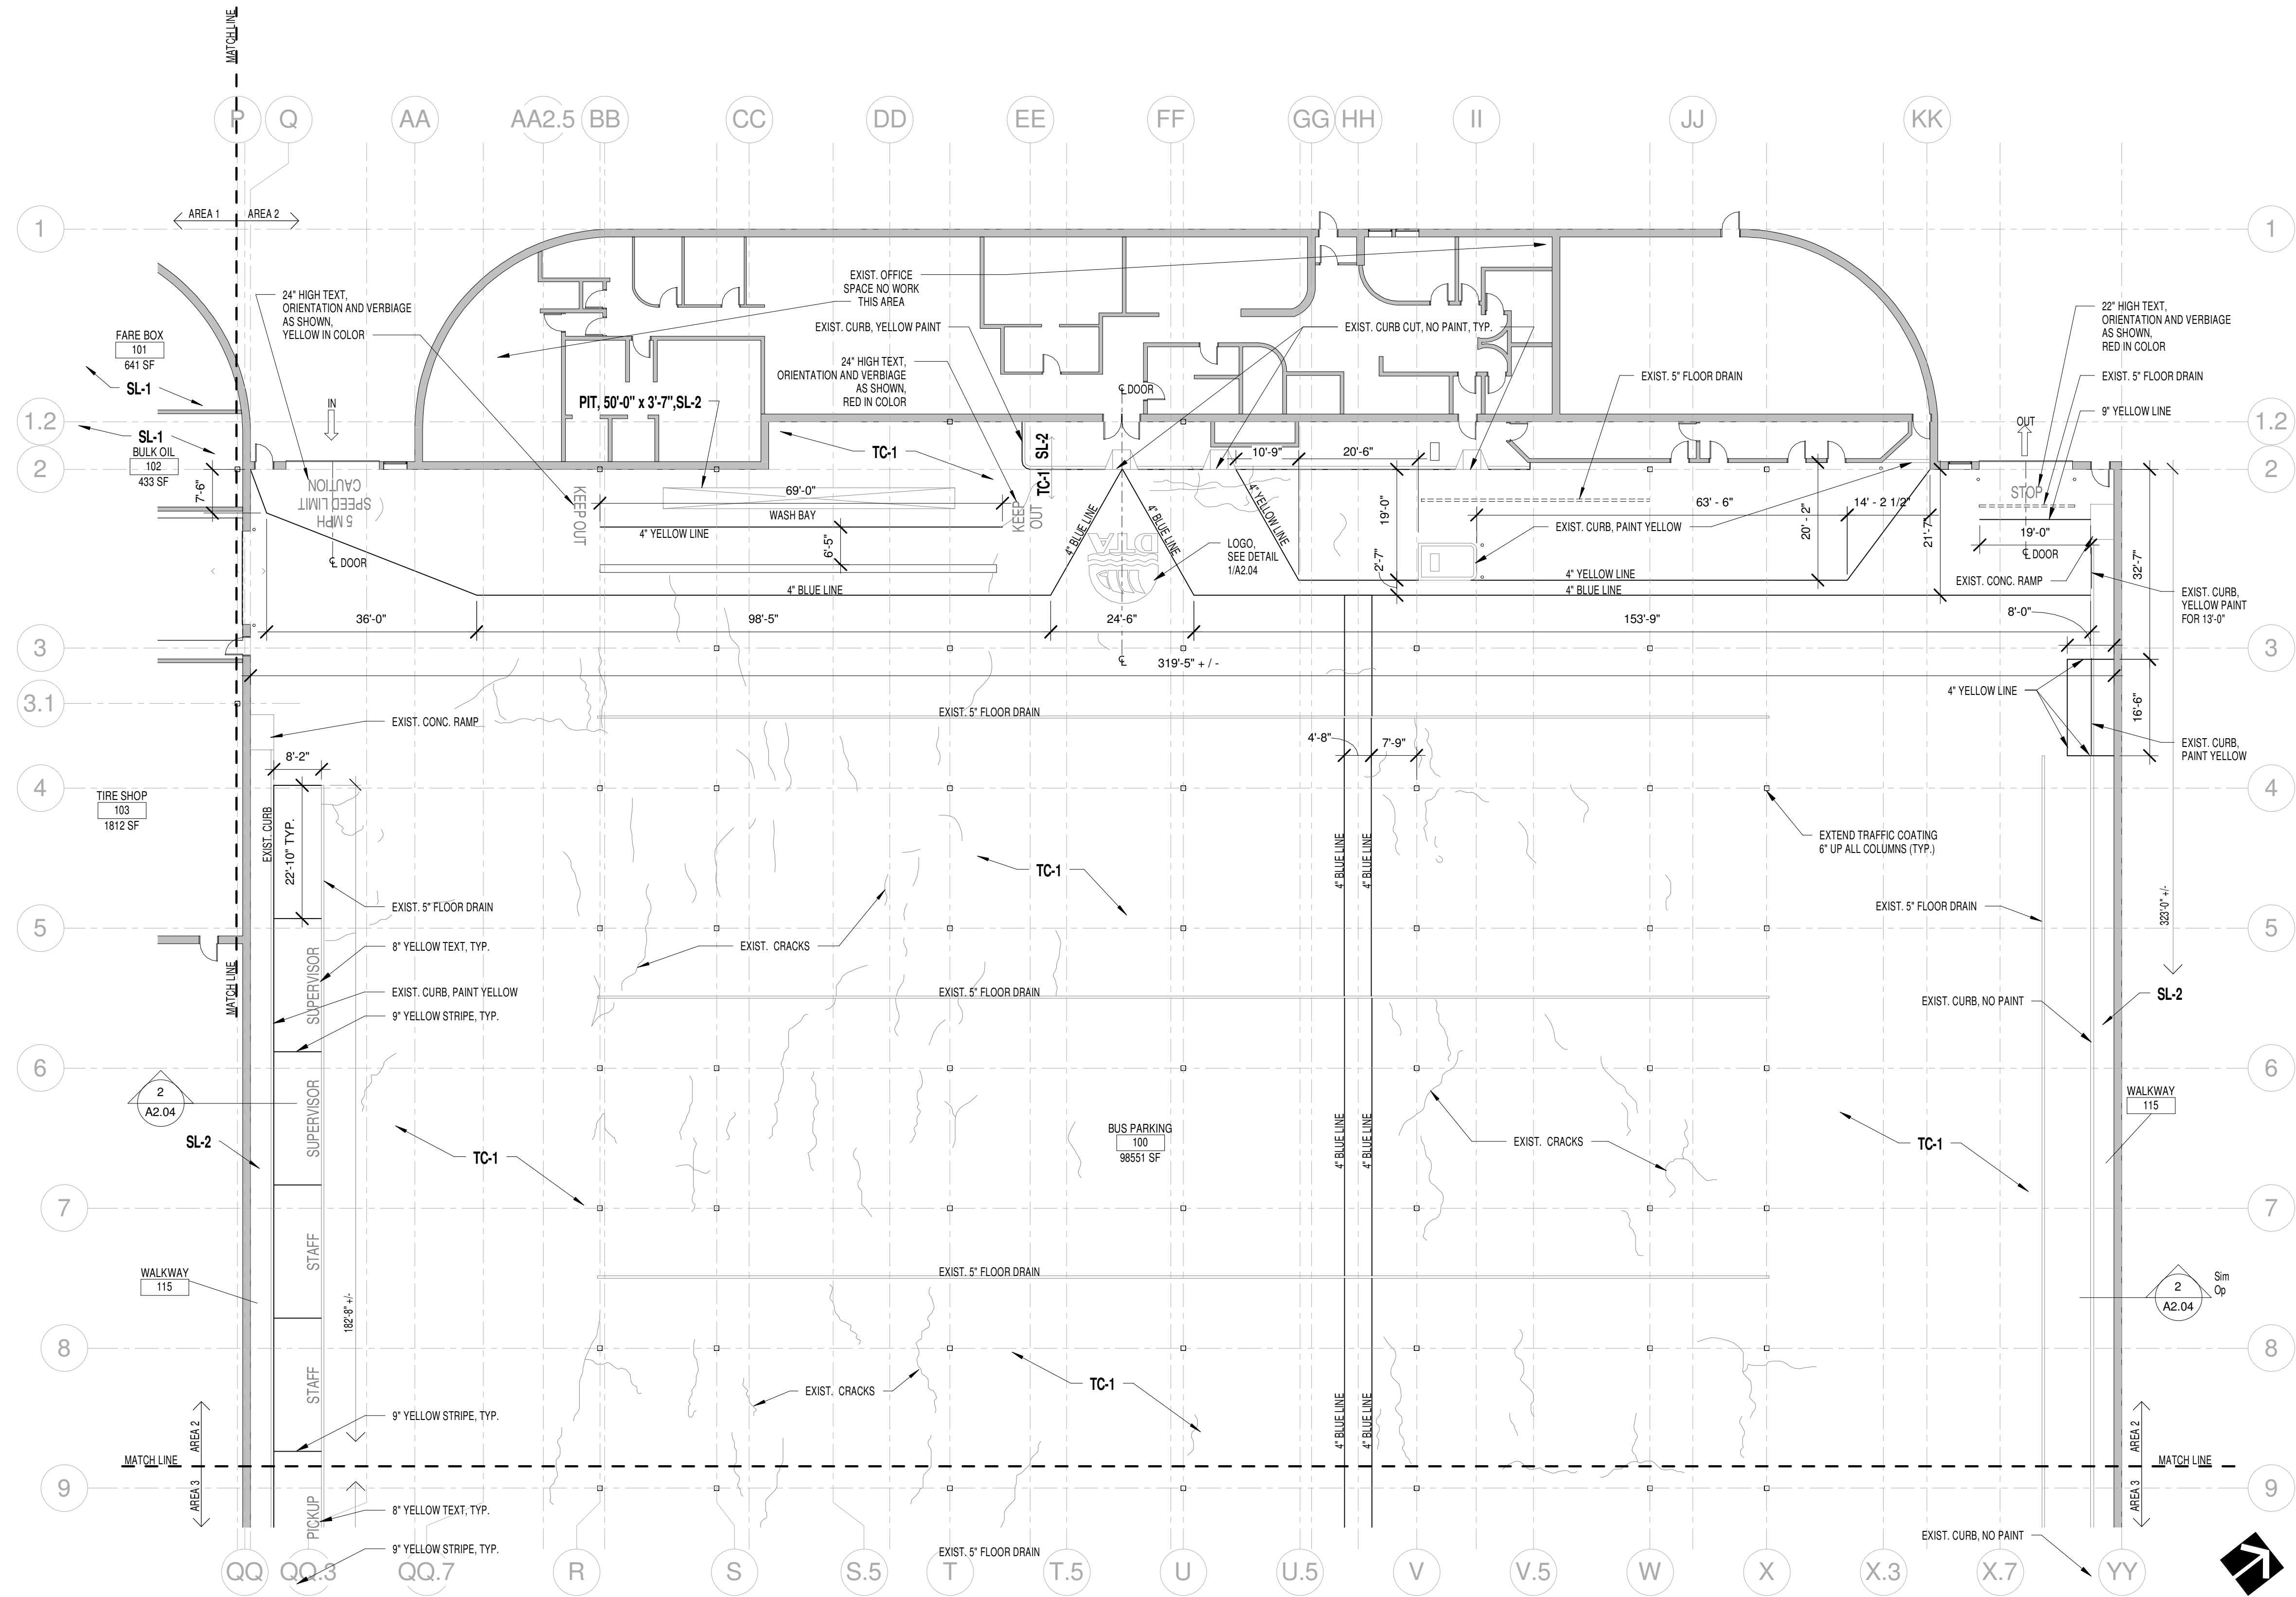 MATCH LINE
P
Q
AA
AA2.5
BB
CC
DD
EE
FF
GG
HH
II
JJ
KK
AREA 1
AREA 2
1
1
24" HIGH TEXT,
ORIENTATION AND VERBIAGE
AS SHOWN,
YELLOW IN COLOR
EXIST. OFFICE
SPACE NO WORK
THIS AREA
EXIST. CURB, YELLOW PAINT
EXIST. CURB CUT, NO PAINT, TYP.
22" HIGH TEXT,
ORIENTATION AND VERBIAGE
AS SHOWN,
RED IN COLOR
FARE BOX
101
641 SF
SL-1
24" HIGH TEXT,
ORIENTATION AND VERBIAGE
AS SHOWN,
RED IN COLOR
EXIST. 5" FLOOR DRAIN
EXIST. 5" FLOOR DRAIN
DOOR
PIT, 50'-0" x 3'-7",SL-2
9" YELLOW LINE
IN
OUT
1.2
1.2
SL-1
BULK OIL
102
433 SF
TC-1
TC-1 SL-2
10'-9"
20'-6"
2
2
7'-6"
CAUTION
SPEED LIMIT
5 MPH
DOOR
KEEP OUT
69'-0"
WASH BAY
4" YELLOW LINE
6'-5"
KEEP
OUT
4" BLUE LINE
4" BLUE LINE
DTA
LOGO,
SEE DETAIL
1/A2.04
4" YELLOW LINE
19'-0"
2'-7"
EXIST. CURB, PAINT YELLOW
63' - 6"
14' - 2 1/2"
20' - 2"
21'-7"
STOP
19'-0"
DOOR
EXIST. CONC. RAMP
32'-7"
4" YELLOW LINE
4" BLUE LINE
4" BLUE LINE
EXIST. CURB,
YELLOW PAINT
FOR 13'-0"
36'-0"
98'-5"
24'-6"
153'-9"
8'-0"
3
3
319'-5" + / -
3.1
EXIST. CONC. RAMP
EXIST. 5" FLOOR DRAIN
4" YELLOW LINE
16'-6"
8'-2"
4'-8"
7'-9"
EXIST. CURB,
PAINT YELLOW
4
4
TIRE SHOP
103
1812 SF
EXIST. CURB
22'-10" TYP.
4" BLUE LINE
4" BLUE LINE
EXTEND TRAFFIC COATING
6" UP ALL COLUMNS (TYP.)
TC-1
EXIST. 5" FLOOR DRAIN
EXIST. 5" FLOOR DRAIN
323'-0" +/-
5
5
SUPERVISOR
8" YELLOW TEXT, TYP.
EXIST. CRACKS
MATCH LINE
EXIST. CURB, PAINT YELLOW
EXIST. 5" FLOOR DRAIN
SL-2
EXIST. CURB, NO PAINT
9" YELLOW STRIPE, TYP.
6
6
2
A2.04
SUPERVISOR
WALKWAY
115
SL-2
TC-1
BUS PARKING
100
98551 SF
4" BLUE LINE
4" BLUE LINE
EXIST. CRACKS
TC-1
7
7
STAFF
WALKWAY
115
EXIST. 5" FLOOR DRAIN
2
A2.04
Sim
Op
182'-8" +/-
8
8
STAFF
EXIST. CRACKS
TC-1
9" YELLOW STRIPE, TYP.
4" BLUE LINE
4" BLUE LINE
AREA 2
AREA 2
MATCH LINE
MATCH LINE
AREA 3
AREA 3
9
9
PICKUP
8" YELLOW TEXT, TYP.
EXIST. CURB, NO PAINT
9" YELLOW STRIPE, TYP.
EXIST. 5" FLOOR DRAIN
QQ
QQ.3
QQ.7
R
S
S.5
T
T.5
U
U.5
V
V.5
W
X
X.3
X.7
YY